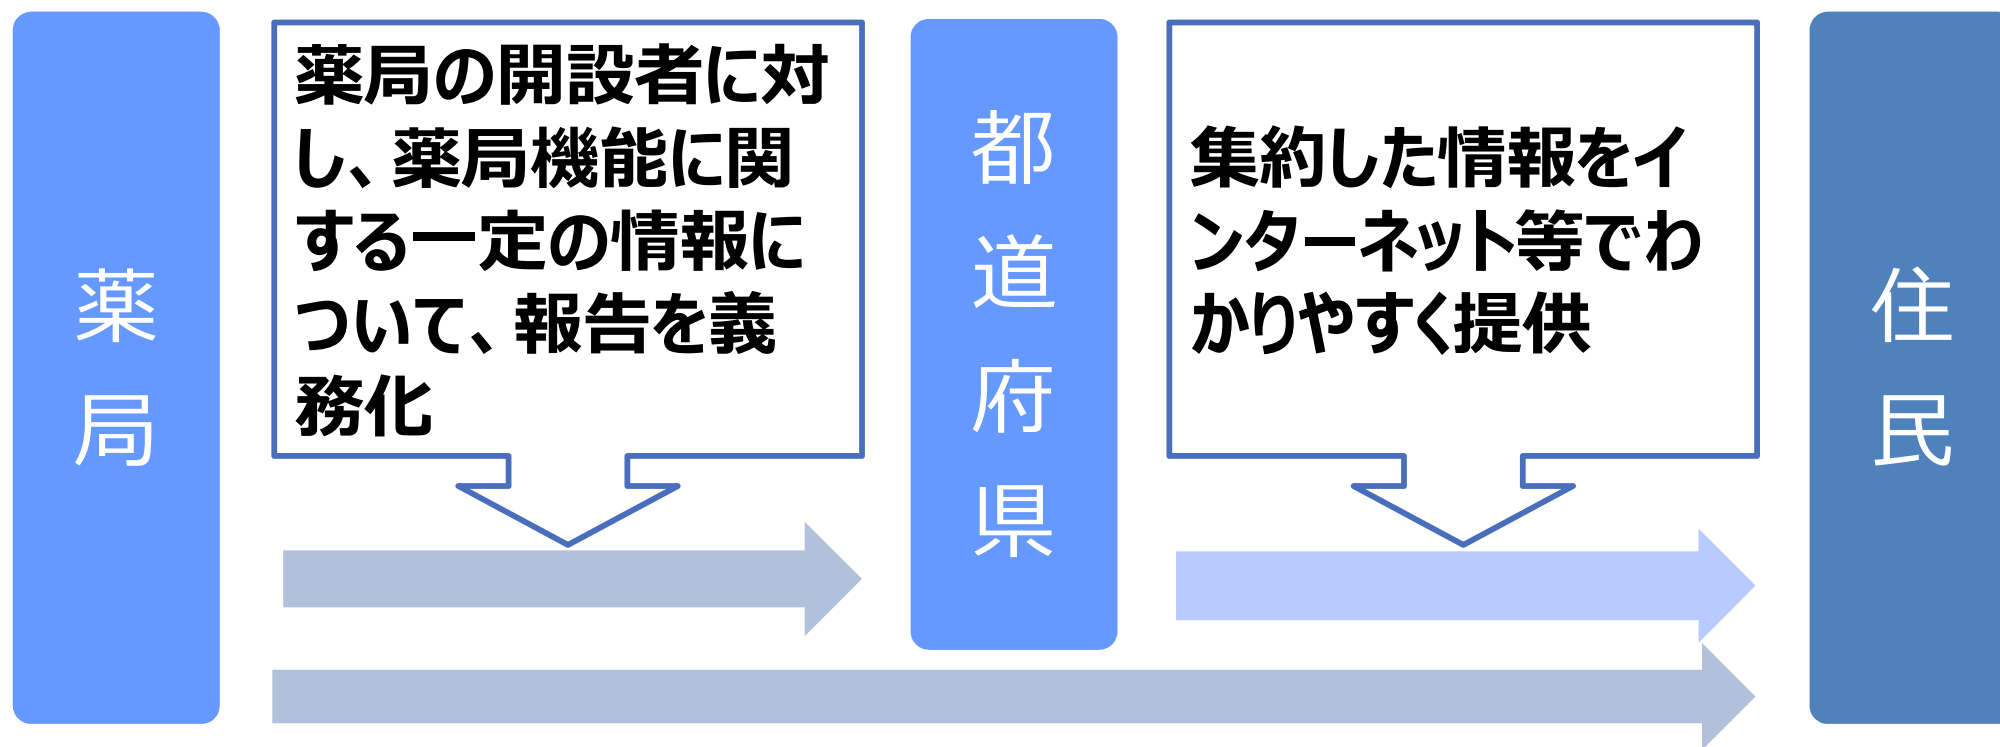 薬局
薬局の開設者に対
し、薬局機能に関
する一定の情報に
ついて、報告を義
務化
都道府県
集約した情報をイ
ンターネット等でわ
かりやすく提供
住民